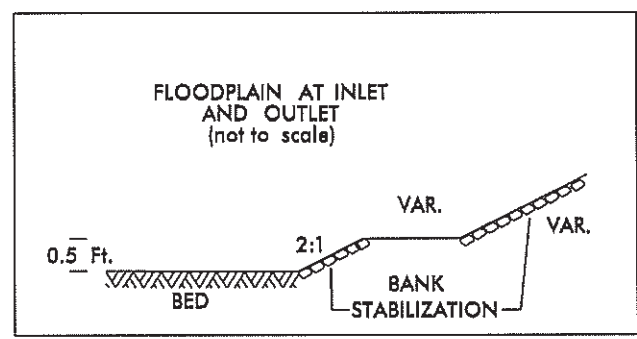 FLOODPLAIN AT INLET
AND OUTLET
(not to scale)
VAR.
VAR.
0.5 Ft.
2:1
BED
BANK
STABILIZATION